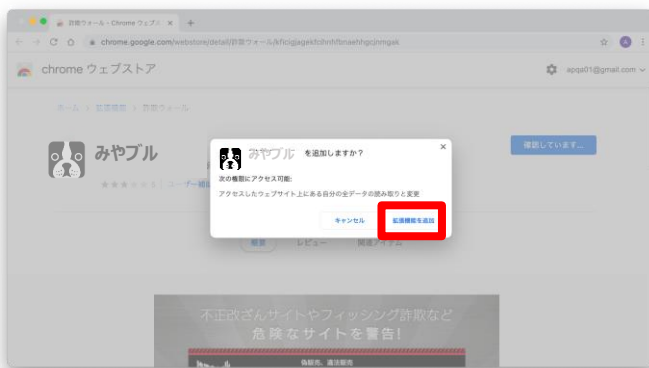 詐欺ウォール - Chrome ウェブス
chrome.google.com/webstore/detail/詐欺ウォール/
chrome ウェブストア
apqa01@gmail.com
ホーム > 拡張機能 > 詐欺ウォール
みやブル
確認しています...
みやブル を追加しますか？
次の権限にアクセス可能:
アクセスしたウェブサイト上にある自分の全データの読み取りと変更
キャンセル
拡張機能を追加
概要
レビュー
関連アイテム
不正改ざんサイトやフィッシング詐欺など
危険なサイトを警告!
偽販売、違法販売